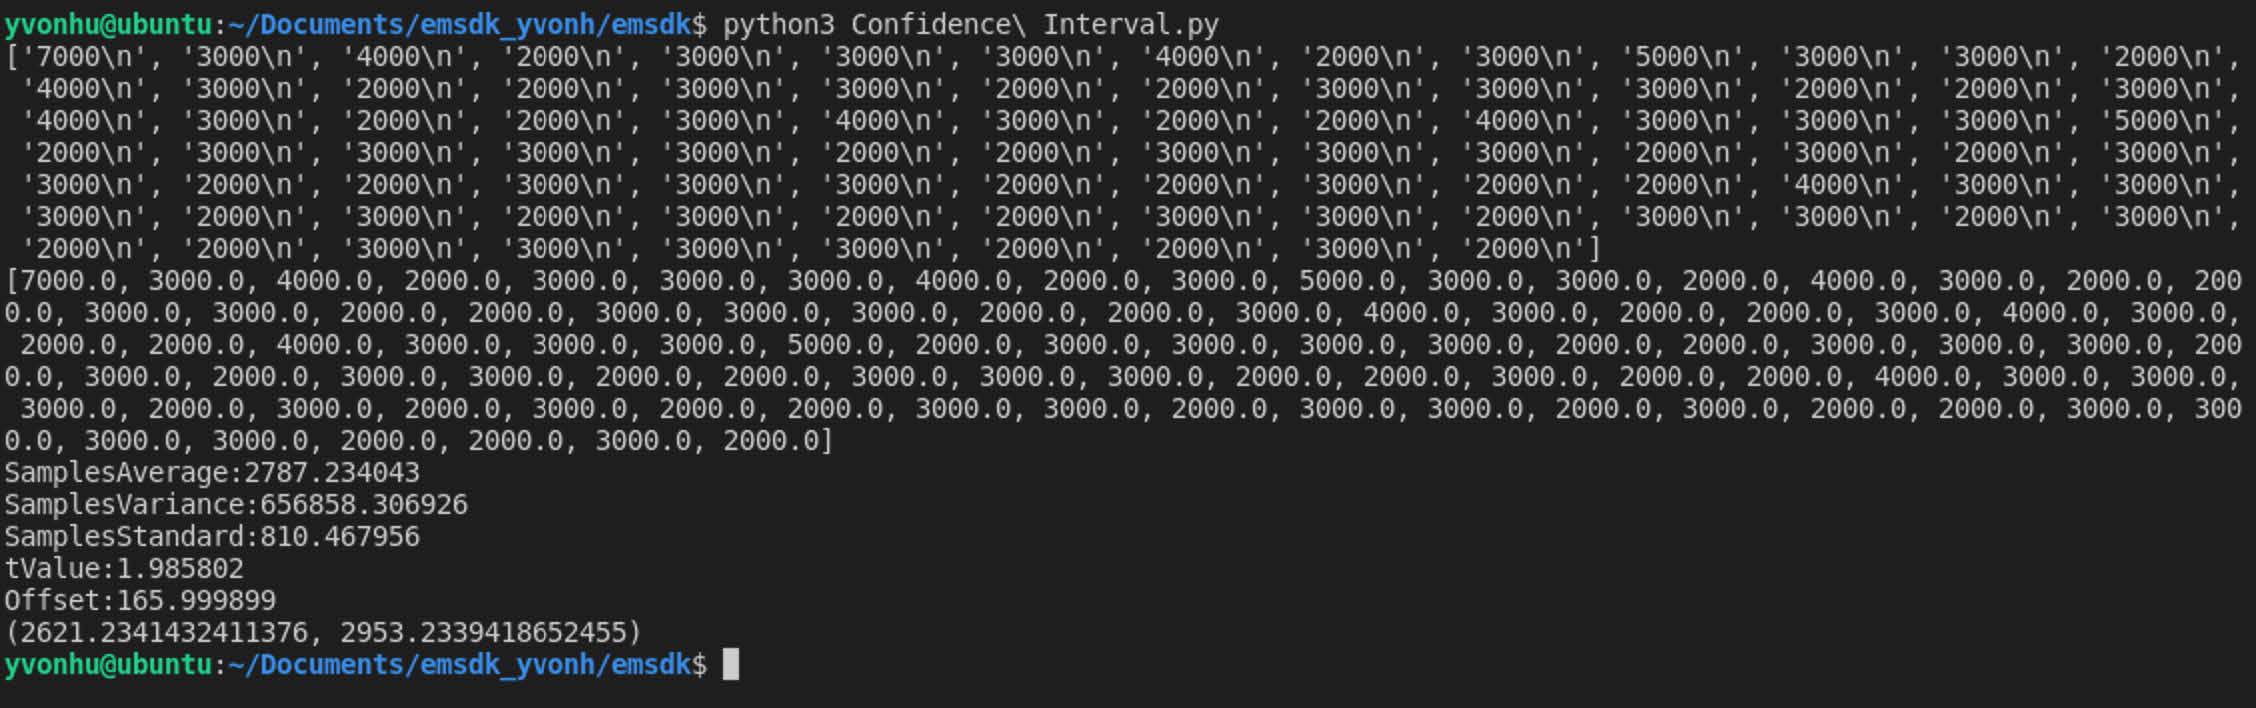 yvonhu@ubuntu:~/Documents/emsdk_yvonh/emsdk$ python3 Confidence\ Interval.py
['7000\n', '3000\n', '4000\n', '2000\n', '3000\n', '3000\n', '3000\n', '4000\n', '2000\n', '3000\n', '5000\n', '3000\n', '3000\n', '2000\n',
'4000\n', '3000\n', '2000\n', '2000\n', '3000\n', '3000\n', '2000\n', '2000\n', '3000\n', '3000\n', '3000\n', '2000\n', '2000\n', '3000\n',
'4000\n', '3000\n', '2000\n', '2000\n', '3000\n', '4000\n', '3000\n', '2000\n', '2000\n', '4000\n', '3000\n', '3000\n', '3000\n', '5000\n',
'2000\n', '3000\n', '3000\n', '3000\n', '3000\n', '2000\n', '2000\n', '3000\n', '3000\n', '3000\n', '2000\n', '3000\n', '2000\n', '3000\n',
'3000\n', '2000\n', '2000\n', '3000\n', '3000\n', '3000\n', '2000\n', '2000\n', '3000\n', '2000\n', '2000\n', '4000\n', '3000\n', '3000\n',
'3000\n', '2000\n', '3000\n', '2000\n', '3000\n', '2000\n', '2000\n', '3000\n', '3000\n', '2000\n', '3000\n', '3000\n', '2000\n', '3000\n',
'2000\n', '2000\n', '3000\n', '3000\n', '3000\n', '3000\n', '2000\n', '2000\n', '3000\n', '2000\n']
[7000.0, 3000.0, 4000.0, 2000.0, 3000.0, 3000.0, 3000.0, 4000.0, 2000.0, 3000.0, 5000.0, 3000.0, 3000.0, 2000.0, 4000.0, 3000.0, 2000.0, 200
0.0, 3000.0, 3000.0, 2000.0, 2000.0, 3000.0, 3000.0, 3000.0, 2000.0, 2000.0, 3000.0, 4000.0, 3000.0, 2000.0, 2000.0, 3000.0, 4000.0, 3000.0,
2000.0, 2000.0, 4000.0, 3000.0, 3000.0, 3000.0, 5000.0, 2000.0, 3000.0, 3000.0, 3000.0, 3000.0, 2000.0, 2000.0, 3000.0, 3000.0, 3000.0, 200
0.0, 3000.0, 2000.0, 3000.0, 3000.0, 2000.0, 2000.0, 3000.0, 3000.0, 3000.0, 2000.0, 2000.0, 3000.0, 2000.0, 2000.0, 4000.0, 3000.0, 3000.0,
3000.0, 2000.0, 3000.0, 2000.0, 3000.0, 2000.0, 2000.0, 3000.0, 3000.0, 2000.0, 3000.0, 3000.0, 2000.0, 3000.0, 2000.0, 2000.0, 3000.0, 300
0.0, 3000.0, 3000.0, 2000.0, 2000.0, 3000.0, 2000.0]
SamplesAverage:2787.234043
SamplesVariance:656858.306926
SamplesStandard:810.467956
tValue:1.985802
Offset:165.999899
(2621.2341432411376, 2953.2339418652455)
yvonhu@ubuntu:~/Documents/emsdk_yvonh/emsdk$